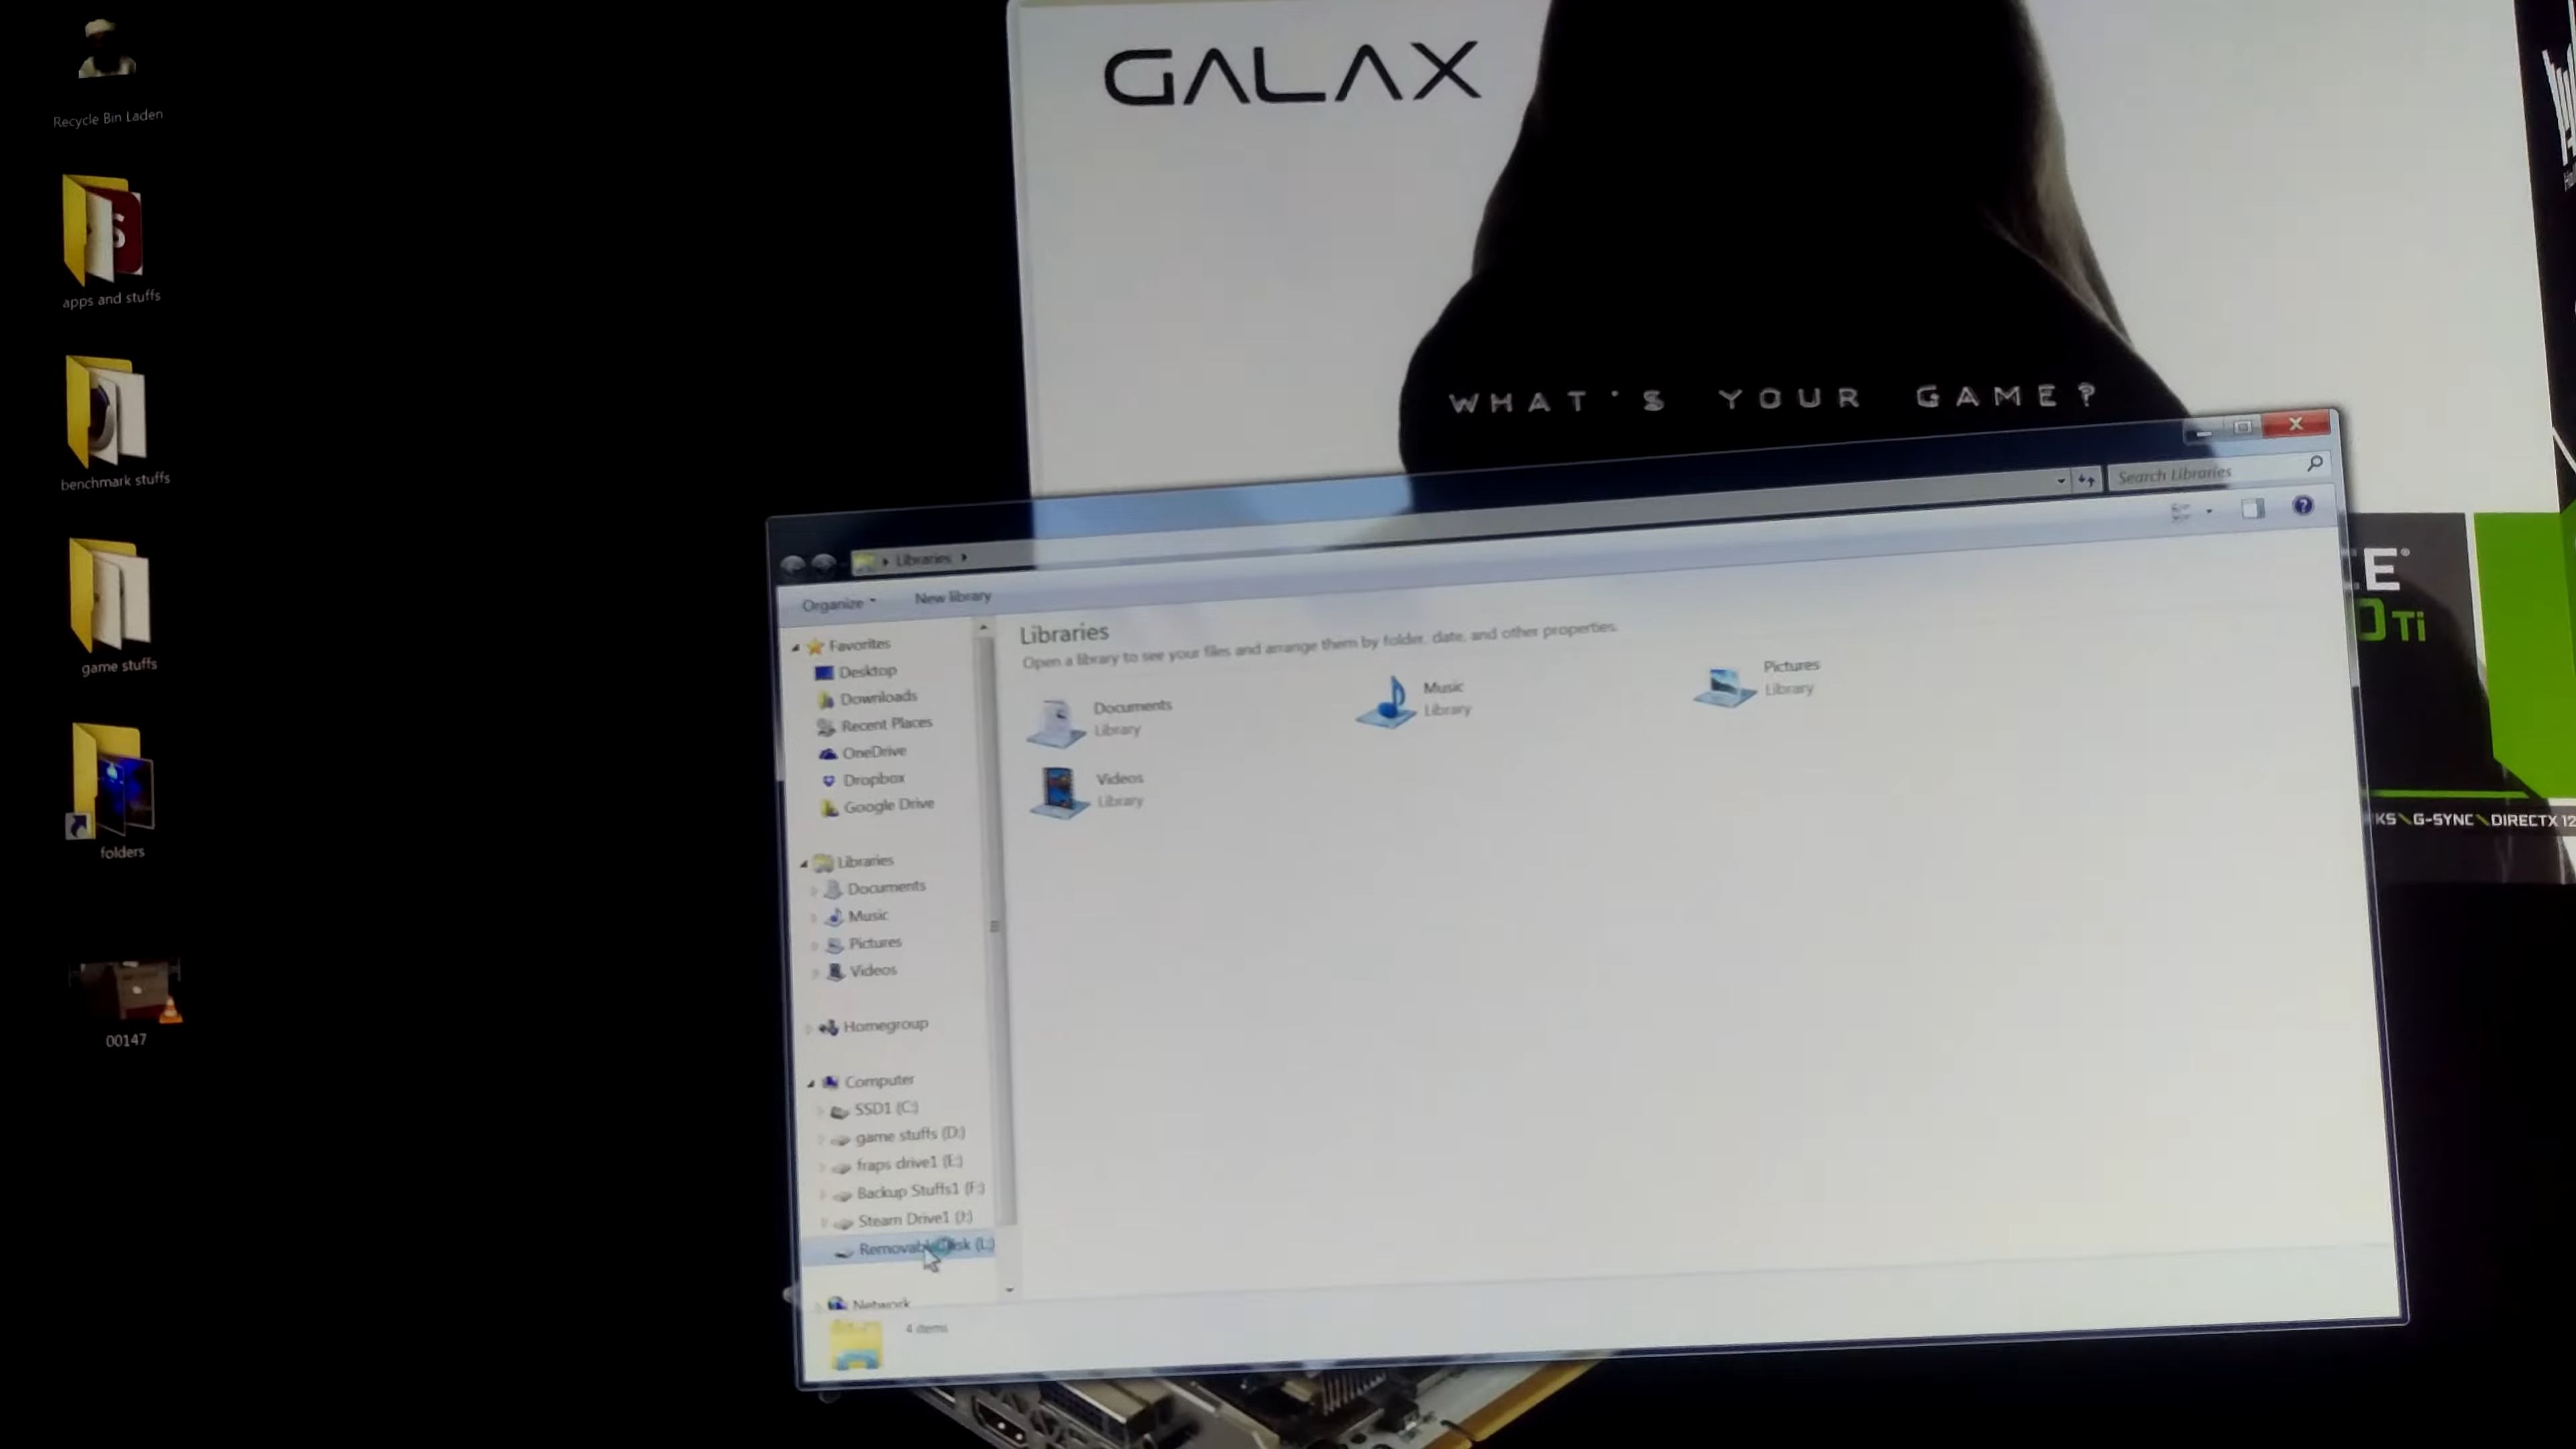 Recycle Bin Laden
apps and stuffs
benchmark stuffs
game stuffs
folders
00147
GALAX
WHAT'S YOUR GAME?
Search Libraries
Libraries
Organize
New library
Favorites
Desktop
Downloads
Recent Places
OneDrive
Dropbox
Google Drive
Libraries
Documents
Music
Pictures
Videos
Homegroup
Computer
SSD1 (C:)
game stuffs (D:)
fraps drive1 (E:)
Backup Stuffs1 (F:)
Steam Drive1 (J:)
Removable Disk (L:)
Network
Libraries
Open a library to see your files and arrange them by folder, date, and other properties.
Documents
Library
Music
Library
Pictures
Library
Videos
Library
4 items
Ti
G-SYNC\DIRECTX 12